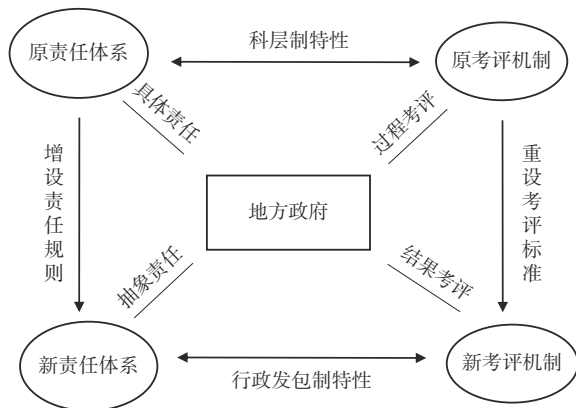 科层制特性
原责任体系
原考评机制
具体责任
过程考评
增设责任规则
地方政府
重设考评标准
抽象责任
结果考评
新责任体系
新考评机制
行政发包制特性